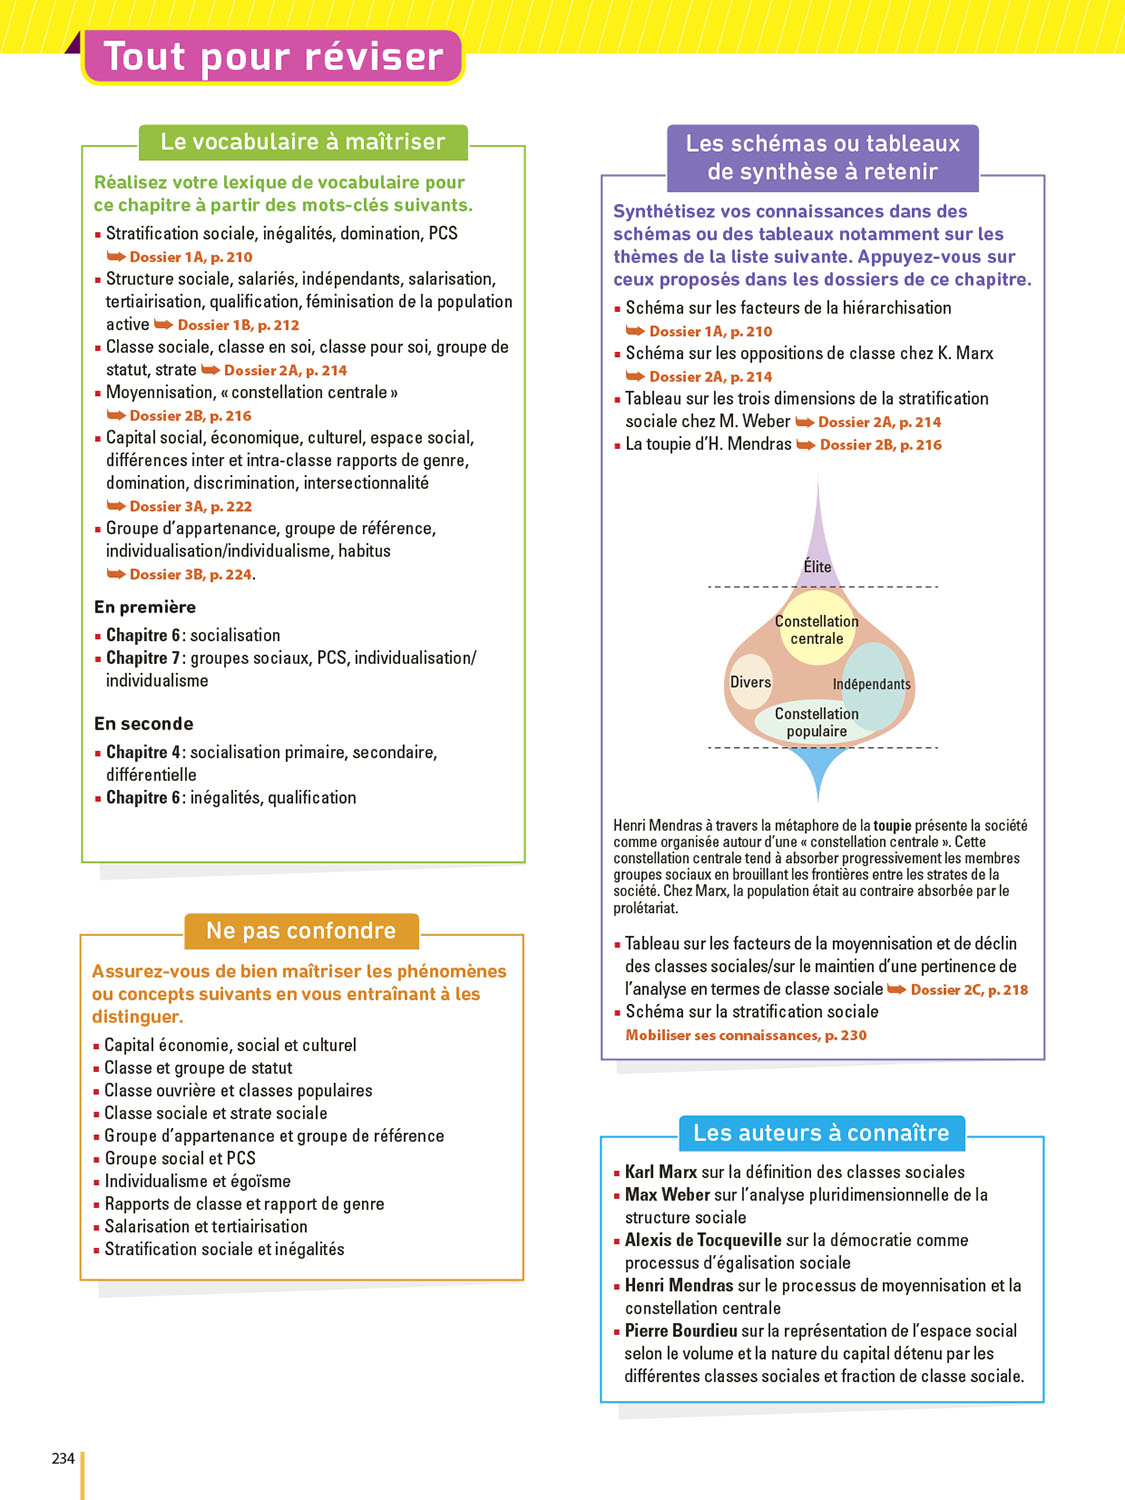 Tout pour réviser
Le vocabulaire à maîtriser
Réalisez votre lexique de vocabulaire pour
ce chapitre à partir des mots-clés suivants.
▪ Stratification sociale, inégalités, domination, PCS
➥ Dossier 1A, p. 210
▪ Structure sociale, salariés, indépendants, salarisation,
tertiairisation, qualification, féminisation de la population
active ➥ Dossier 1B, p. 212
▪ Classe sociale, classe en soi, classe pour soi, groupe de
statut, strate ➥ Dossier 2A, p. 214
▪ Moyennisation, « constellation centrale »
➥ Dossier 2B, p. 216
▪ Capital social, économique, culturel, espace social,
différences inter et intra-classe rapports de genre,
domination, discrimination, intersectionnalité
➥ Dossier 3A, p. 222
▪ Groupe d’appartenance, groupe de référence,
individualisation/individualisme, habitus
➥ Dossier 3B, p. 224.
En première
▪ Chapitre 6 : socialisation
▪ Chapitre 7 : groupes sociaux, PCS, individualisation/
individualisme
En seconde
▪ Chapitre 4 : socialisation primaire, secondaire,
différentielle
▪ Chapitre 6 : inégalités, qualification
Ne pas confondre
Assurez-vous de bien maîtriser les phénomènes
ou concepts suivants en vous entraînant à les
distinguer.
▪ Capital économie, social et culturel
▪ Classe et groupe de statut
▪ Classe ouvrière et classes populaires
▪ Classe sociale et strate sociale
▪ Groupe d’appartenance et groupe de référence
▪ Groupe social et PCS
▪ Individualisme et égoïsme
▪ Rapports de classe et rapport de genre
▪ Salarisation et tertiairisation
▪ Stratification sociale et inégalités
Les schémas ou tableaux
de synthèse à retenir
Synthétisez vos connaissances dans des
schémas ou des tableaux notamment sur les
thèmes de la liste suivante. Appuyez-vous sur
ceux proposés dans les dossiers de ce chapitre.
▪ Schéma sur les facteurs de la hiérarchisation
➥ Dossier 1A, p. 210
▪ Schéma sur les oppositions de classe chez K. Marx
➥ Dossier 2A, p. 214
▪ Tableau sur les trois dimensions de la stratification
sociale chez M. Weber ➥ Dossier 2A, p. 214
▪ La toupie d’H. Mendras ➥ Dossier 2B, p. 216
Élite
Constellation
centrale
Divers
Indépendants
Constellation
populaire
Henri Mendras à travers la métaphore de la toupie présente la société
comme organisée autour d’une « constellation centrale ». Cette
constellation centrale tend à absorber progressivement les membres
groupes sociaux en brouillant les frontières entre les strates de la
société. Chez Marx, la population était au contraire absorbée par le
prolétariat.
▪ Tableau sur les facteurs de la moyennisation et de déclin
des classes sociales/sur le maintien d’une pertinence de
l’analyse en termes de classe sociale ➥ Dossier 2C, p. 218
▪ Schéma sur la stratification sociale
Mobiliser ses connaissances, p. 230
Les auteurs à connaître
▪ Karl Marx sur la définition des classes sociales
▪ Max Weber sur l’analyse pluridimensionnelle de la
structure sociale
▪ Alexis de Tocqueville sur la démocratie comme
processus d’égalisation sociale
▪ Henri Mendras sur le processus de moyennisation et la
constellation centrale
▪ Pierre Bourdieu sur la représentation de l’espace social
selon le volume et la nature du capital détenu par les
différentes classes sociales et fraction de classe sociale.
234